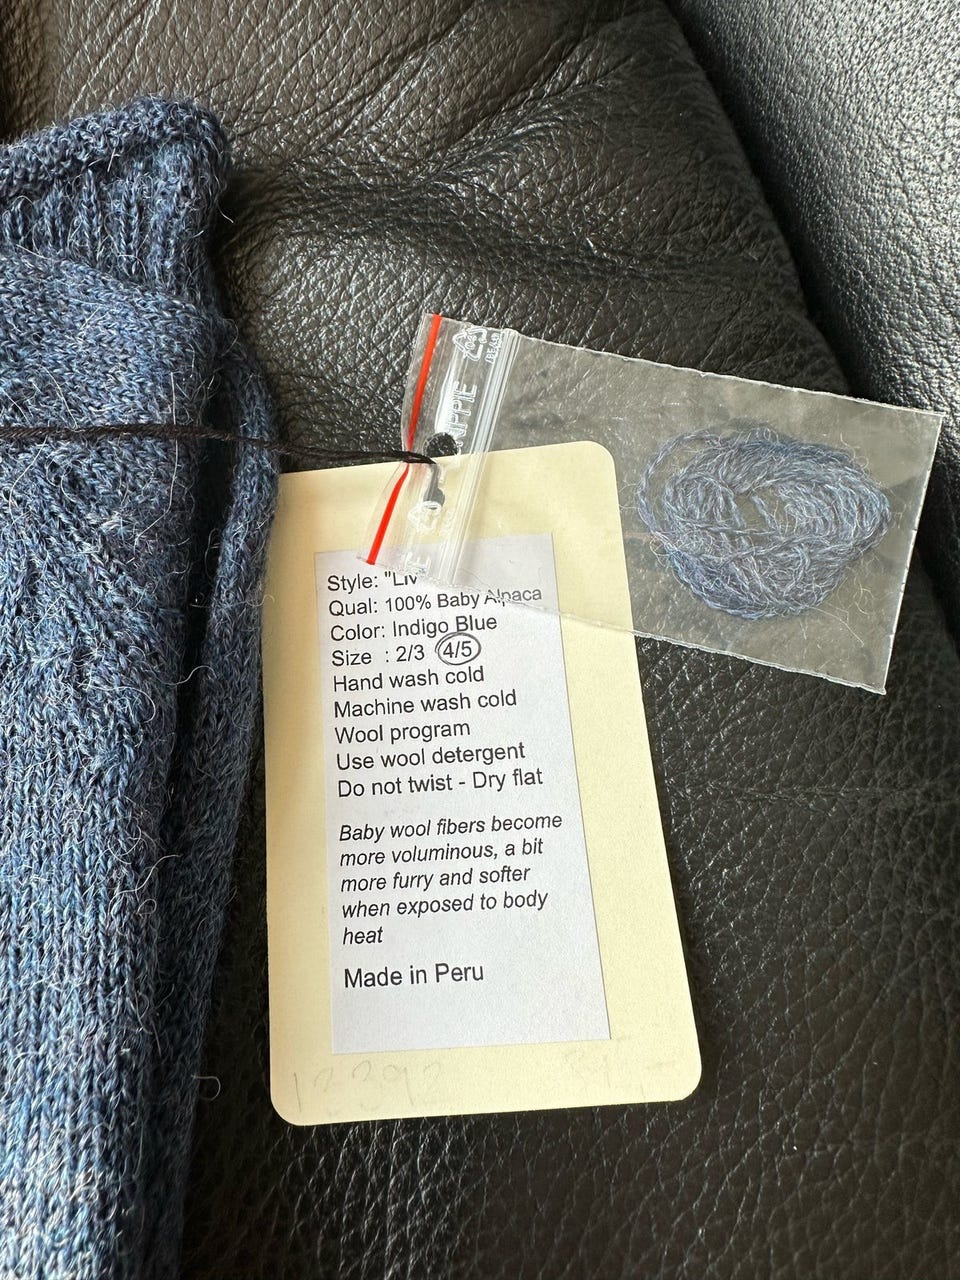 Style: "Liv
Qual: 100% Baby Alpaca
Color: Indigo Blue
Size : 2/3 4/5
Hand wash cold
Machine wash cold
Wool program
Use wool detergent
Do not twist - Dry flat
Baby wool fibers become
more voluminous, a bit
more furry and softer
when exposed to body
heat
Made in Peru
12392